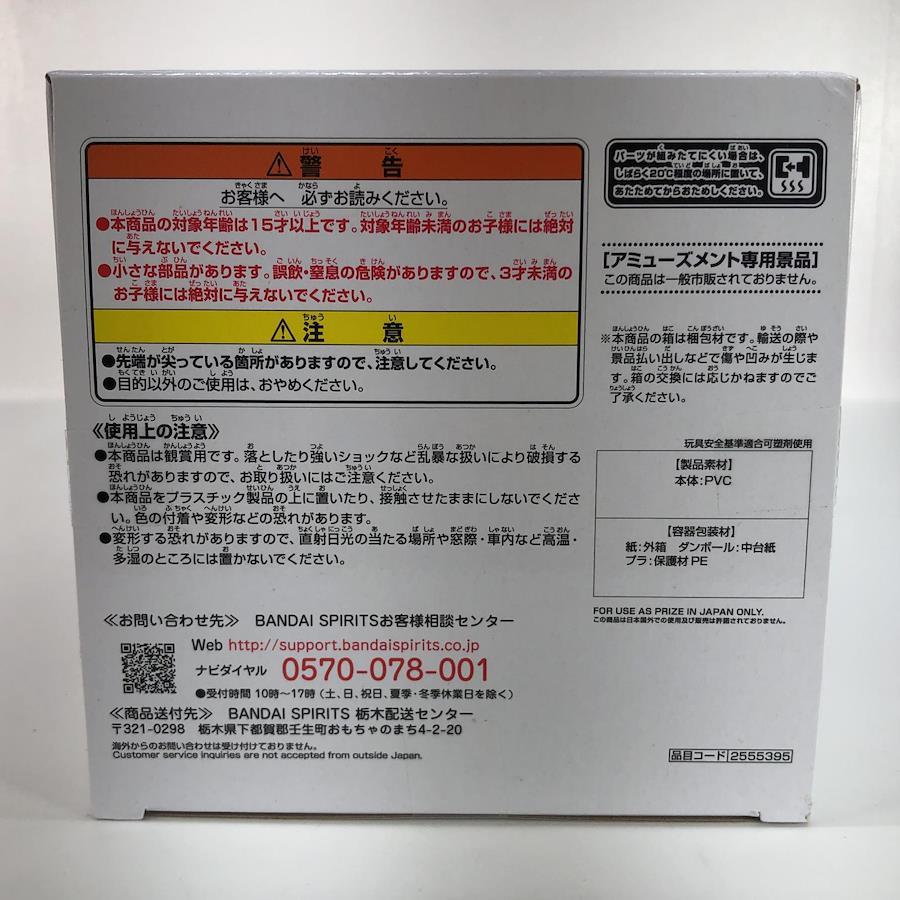 ⚠警告
お客様へ 必ずお読みください。
●本商品の対象年齢は15才以上です。対象年齢未満のお子様には絶対
に与えないでください。
●小さな部品があります。誤飲・窒息の危険がありますので、3才未満の
お子様には絶対に与えないでください。
⚠注意
●先端が尖っている箇所がありますので、注意してください。
●目的以外のご使用は、おやめください。
《使用上の注意》
●本商品は観賞用です。落としたり強いショックなど乱暴な扱いにより破損する
恐れがありますので、お取り扱いにはご注意ください。
●本商品をプラスチック製品の上に置いたり、接触させたままにしないでくださ
い。色の付着や変形などの恐れがあります。
●変形する恐れがありますので、直射日光の当たる場所や窓際・車内など高温・
多湿のところには置かないでください。
≪お問い合わせ先≫ BANDAI SPIRITSお客様相談センター
Web http://support.bandaispirits.co.jp
ナビダイヤル 0570-078-001
●受付時間 10時〜17時(土、日、祝日、夏季・冬季休業日を除く)
≪商品送付先≫ BANDAI SPIRITS 栃木配送センター
〒321-0298 栃木県下都賀郡壬生町おもちゃのまち4-2-20
海外からのお問い合わせは受け付けておりません。
Customer service inquiries are not accepted from outside Japan.
パーツが組みたてにくい場合は、
しばらく20℃程度の場所に置いて、
あたためてからおためしください。
[アミューズメント専用景品]
この商品は一般市販されておりません。
※本商品の箱は梱包材です。輸送の際や
景品払い出しなどで傷や凹みが生じま
す。箱の交換には応じかねますのでご
了承ください。
玩具安全基準適合可塑剤使用
【製品素材】
本体:PVC
【容器包装材】
紙:外箱 ダンボール:中台紙
プラ:保護材 PE
FOR USE AS PRIZE IN JAPAN ONLY.
この商品は日本国外での使用及び販売は許諾されておりません。
品目コード 2555395